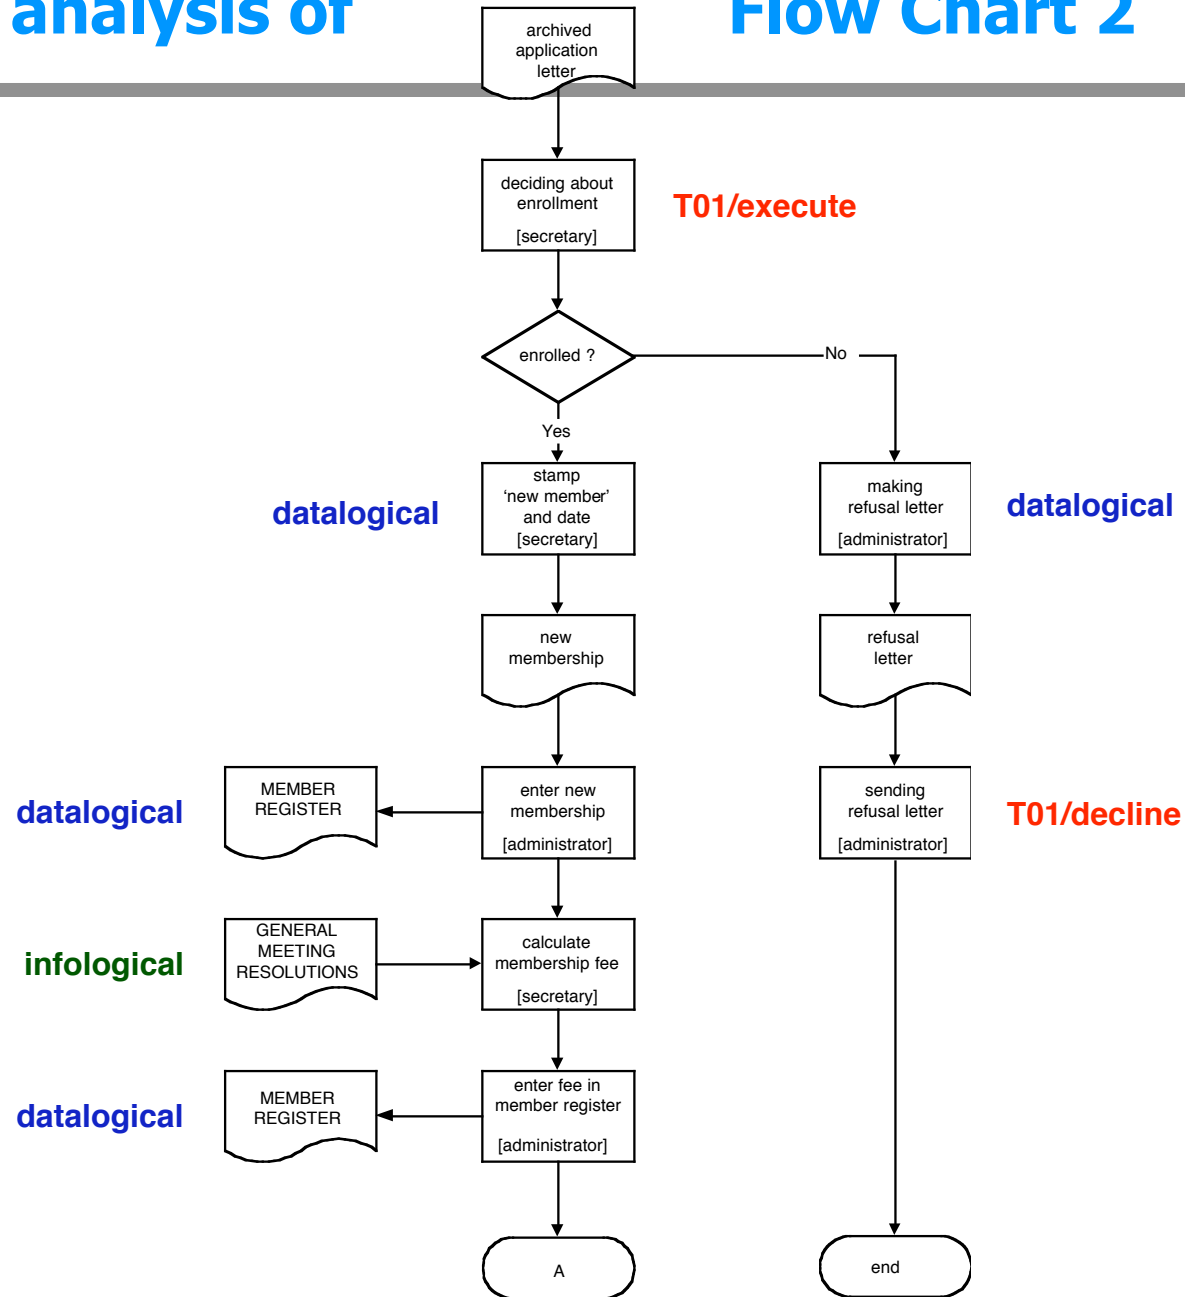 analysis of Flow Chart 2
archived
application
letter
deciding about
enrollment
[secretary]
T01/execute
enrolled ?
No
Yes
datalogical
stamp
‘new member’
and date
[secretary]
making
refusal letter
[administrator]
datalogical
new
membership
refusal
letter
datalogical
MEMBER
REGISTER
enter new
membership
[administrator]
sending
refusal letter
[administrator]
T01/decline
infological
GENERAL
MEETING
RESOLUTIONS
calculate
membership fee
[secretary]
datalogical
MEMBER
REGISTER
enter fee in
member register
[administrator]
A
end